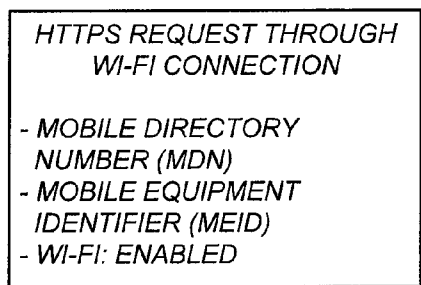 HTTPS REQUEST THROUGH
WI-FI CONNECTION
- MOBILE DIRECTORY
NUMBER (MDN)
- MOBILE EQUIPMENT
IDENTIFIER (MEID)
- WI-FI: ENABLED